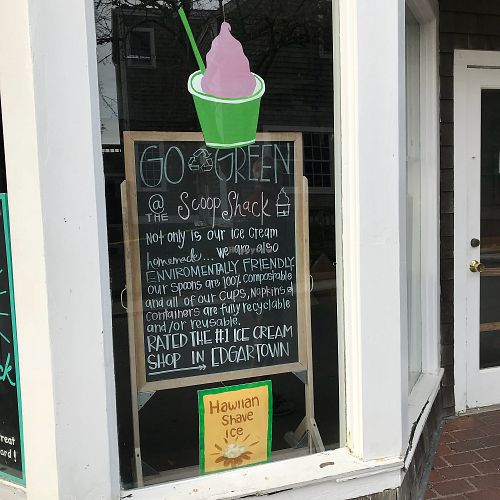 GO GREEN
@
THE Scoop Shack
Not only is our ice cream
homemade... we are also
ENVIROMENTALLY FRIENDLY
our spoons are 100% compostable
and all of our cups, napkins &
containers are fully recyclable
and/or reusable.
RATED THE #1 ICE CREAM
SHOP IN EDGARTOWN
Hawiian
Shave
Ice